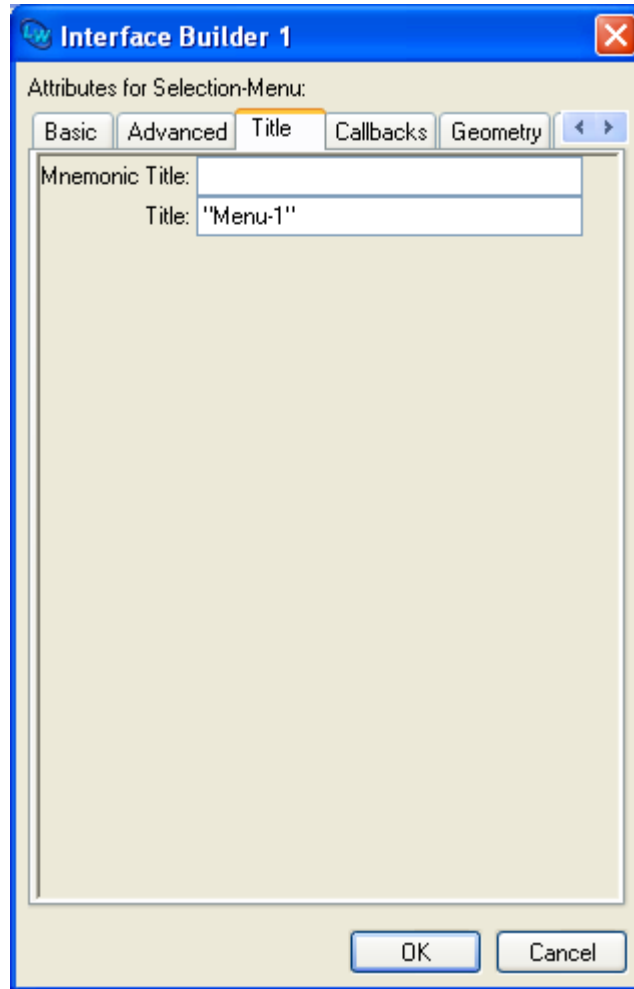 LW Interface Builder 1
Attributes for Selection-Menu:
Basic Advanced Title Callbacks Geometry
Mnemonic Title:
Title: "Menu-1"
OK Cancel